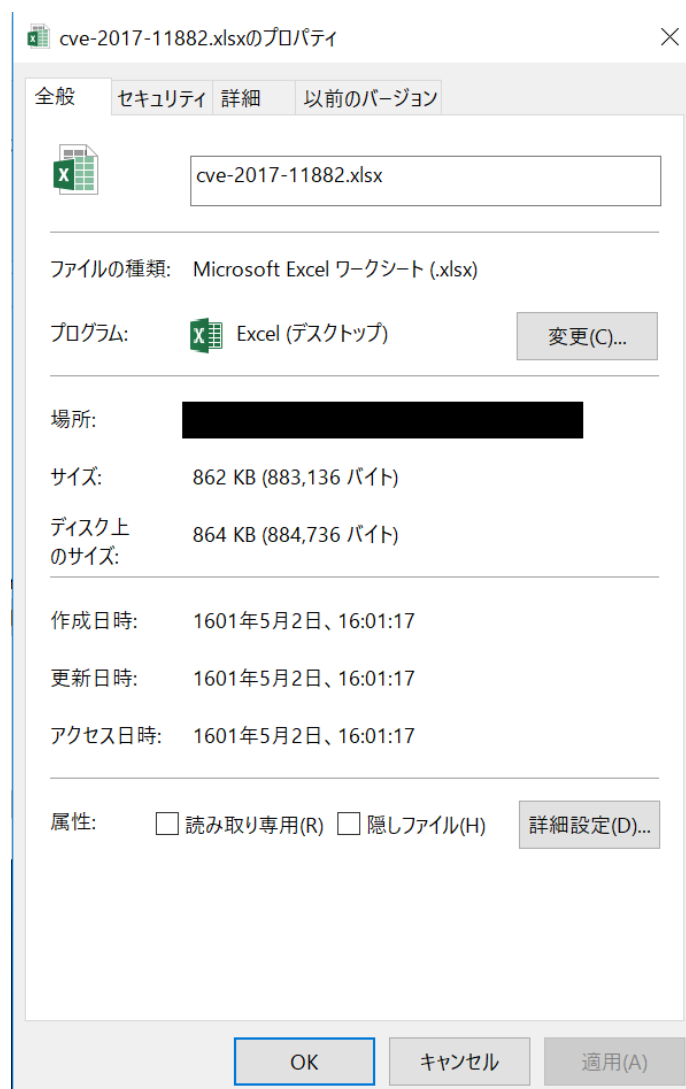 cve-2017-11882.xlsxのプロパティ
全般 セキュリティ 詳細 以前のバージョン
cve-2017-11882.xlsx
ファイルの種類: Microsoft Excel ワークシート (.xlsx)
プログラム: Excel (デスクトップ) 変更(C)...
場所:
サイズ: 862 KB (883,136 バイト)
ディスク上
のサイズ: 864 KB (884,736 バイト)
作成日時: 1601年5月2日、16:01:17
更新日時: 1601年5月2日、16:01:17
アクセス日時: 1601年5月2日、16:01:17
属性: 読み取り専用(R) 隠しファイル(H) 詳細設定(D)...
OK キャンセル 適用(A)